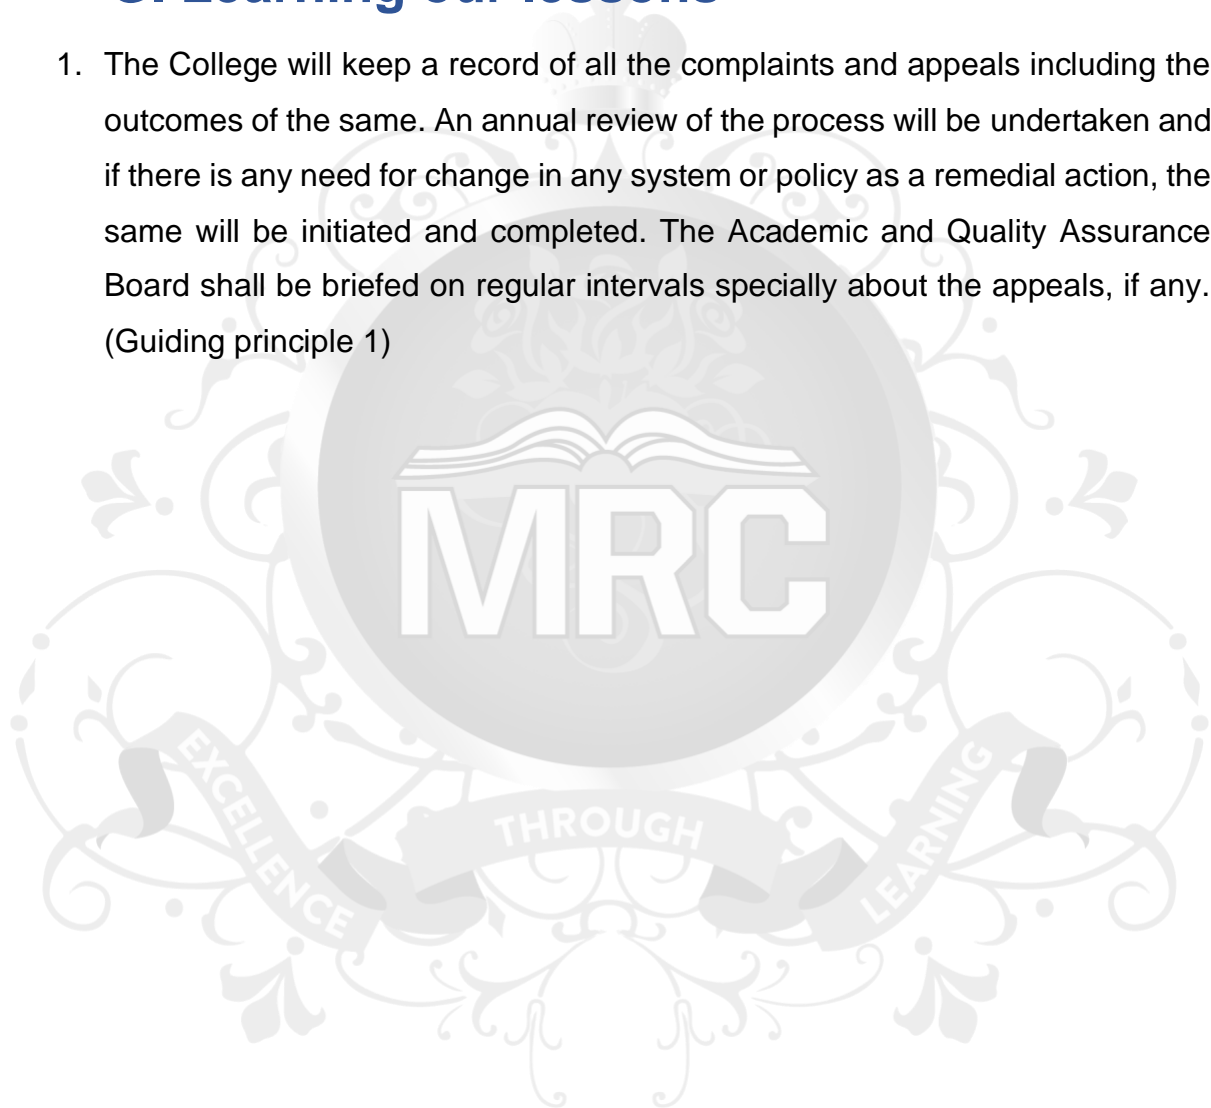 Learning our lessons
1. The College will keep a record of all the complaints and appeals including the
outcomes of the same. An annual review of the process will be undertaken and
if there is any need for change in any system or policy as a remedial action, the
same will be initiated and completed. The Academic and Quality Assurance
Board shall be briefed on regular intervals specially about the appeals, if any.
(Guiding principle 1)
MRC
EXCELLENCE
THROUGH
LEARNING